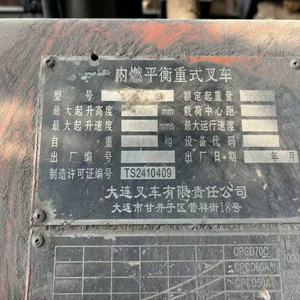 内燃平衡重式叉车
型号 额定起重量
最大起升高度 mm 载荷中心距
最大起升速度 mm/s 最大运行速度
自重 kg 设备代码
出厂编号 出厂日期 年 月
制造许可证编号 TS2410409
大连叉车有限责任公司
大连市甘井子区营祥街18号
CPGD70C
CPCD60A
CPCD50A